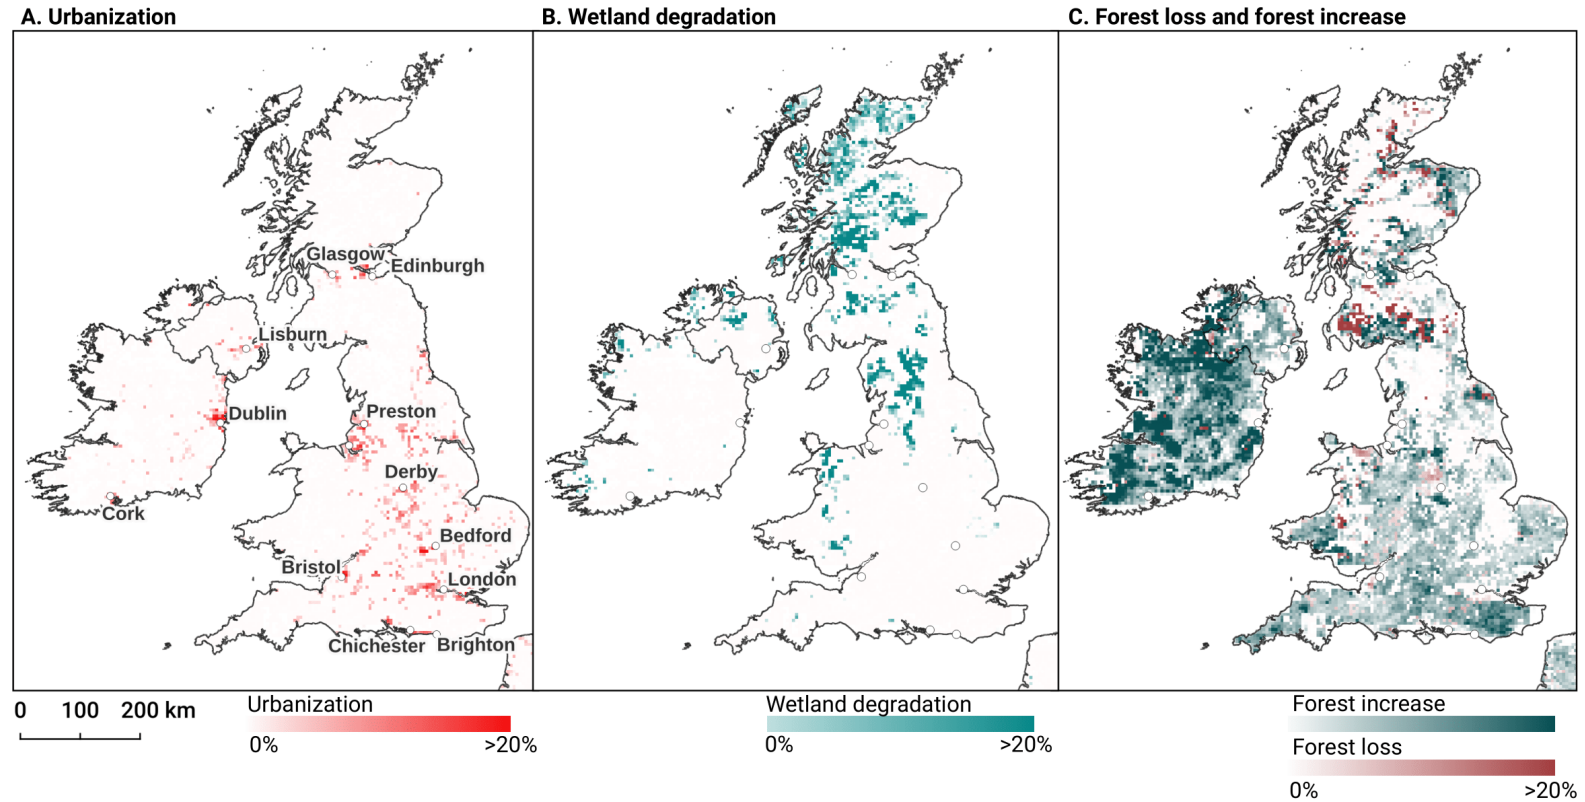 A. Urbanization
B. Wetland degradation
C. Forest loss and forest increase
Glasgow
Edinburgh
Lisburn
Dublin
Preston
Derby
Cork
Bedford
Bristol
London
Chichester
Brighton
0 100 200 km
Urbanization
0% >20%
Wetland degradation
0% >20%
Forest increase
Forest loss
0% >20%